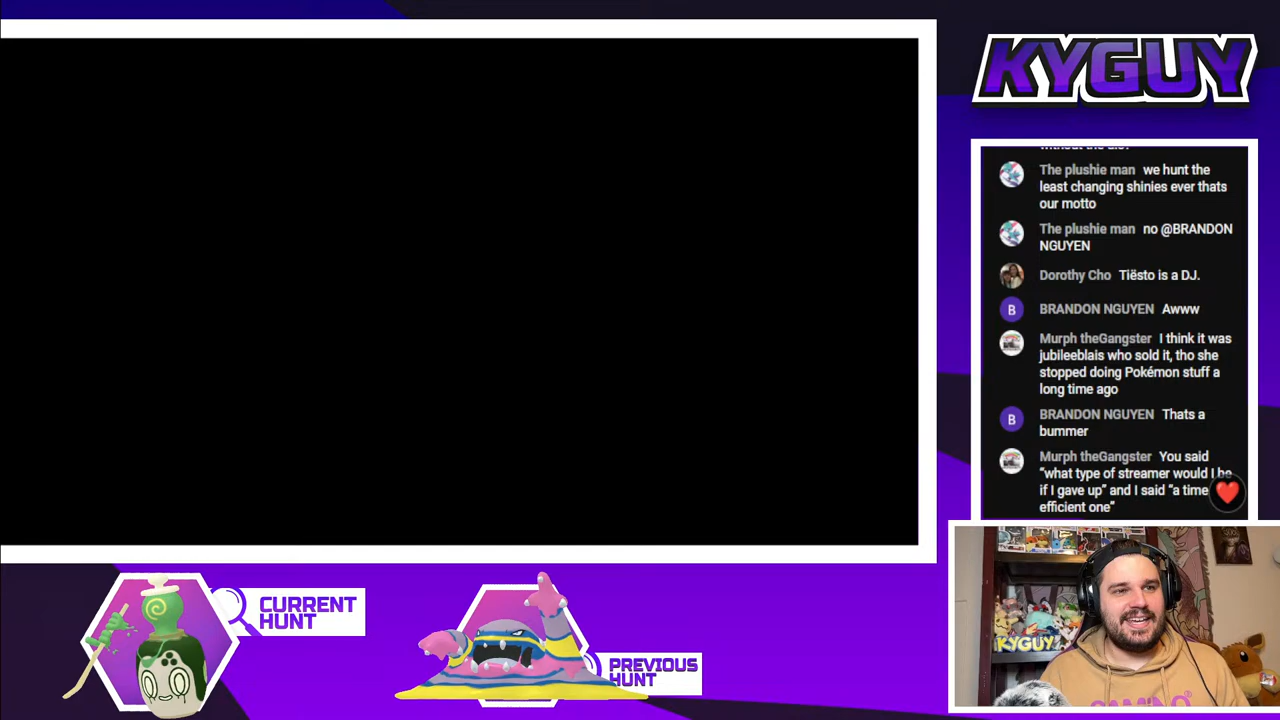 KYGUY
The plushie man we hunt the
least changing shinies ever thats
our motto
The plushie man no @BRANDON
NGUYEN
Dorothy Cho Tiësto is a DJ.
B BRANDON NGUYEN Awww
Murph theGangster I think it was
jubileeblais who sold it, tho she
stopped doing Pokémon stuff a
long time ago
B BRANDON NGUYEN Thats a
bummer
Murph theGangster You said
“what type of streamer would I be
if I gave up” and I said “a time
efficient one”
CURRENT
HUNT
PREVIOUS
HUNT
KYGUY